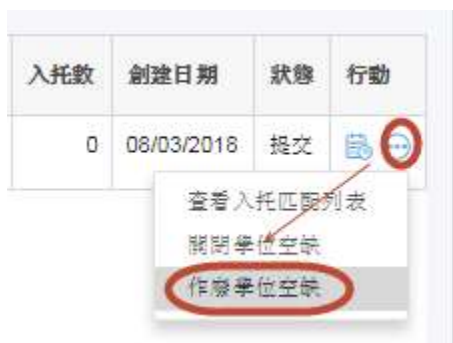 入托數 創建日期 狀態 行動
0 08/03/2018 提交
查看入托匹配列表
關閉學位空缺
作廢學位空缺